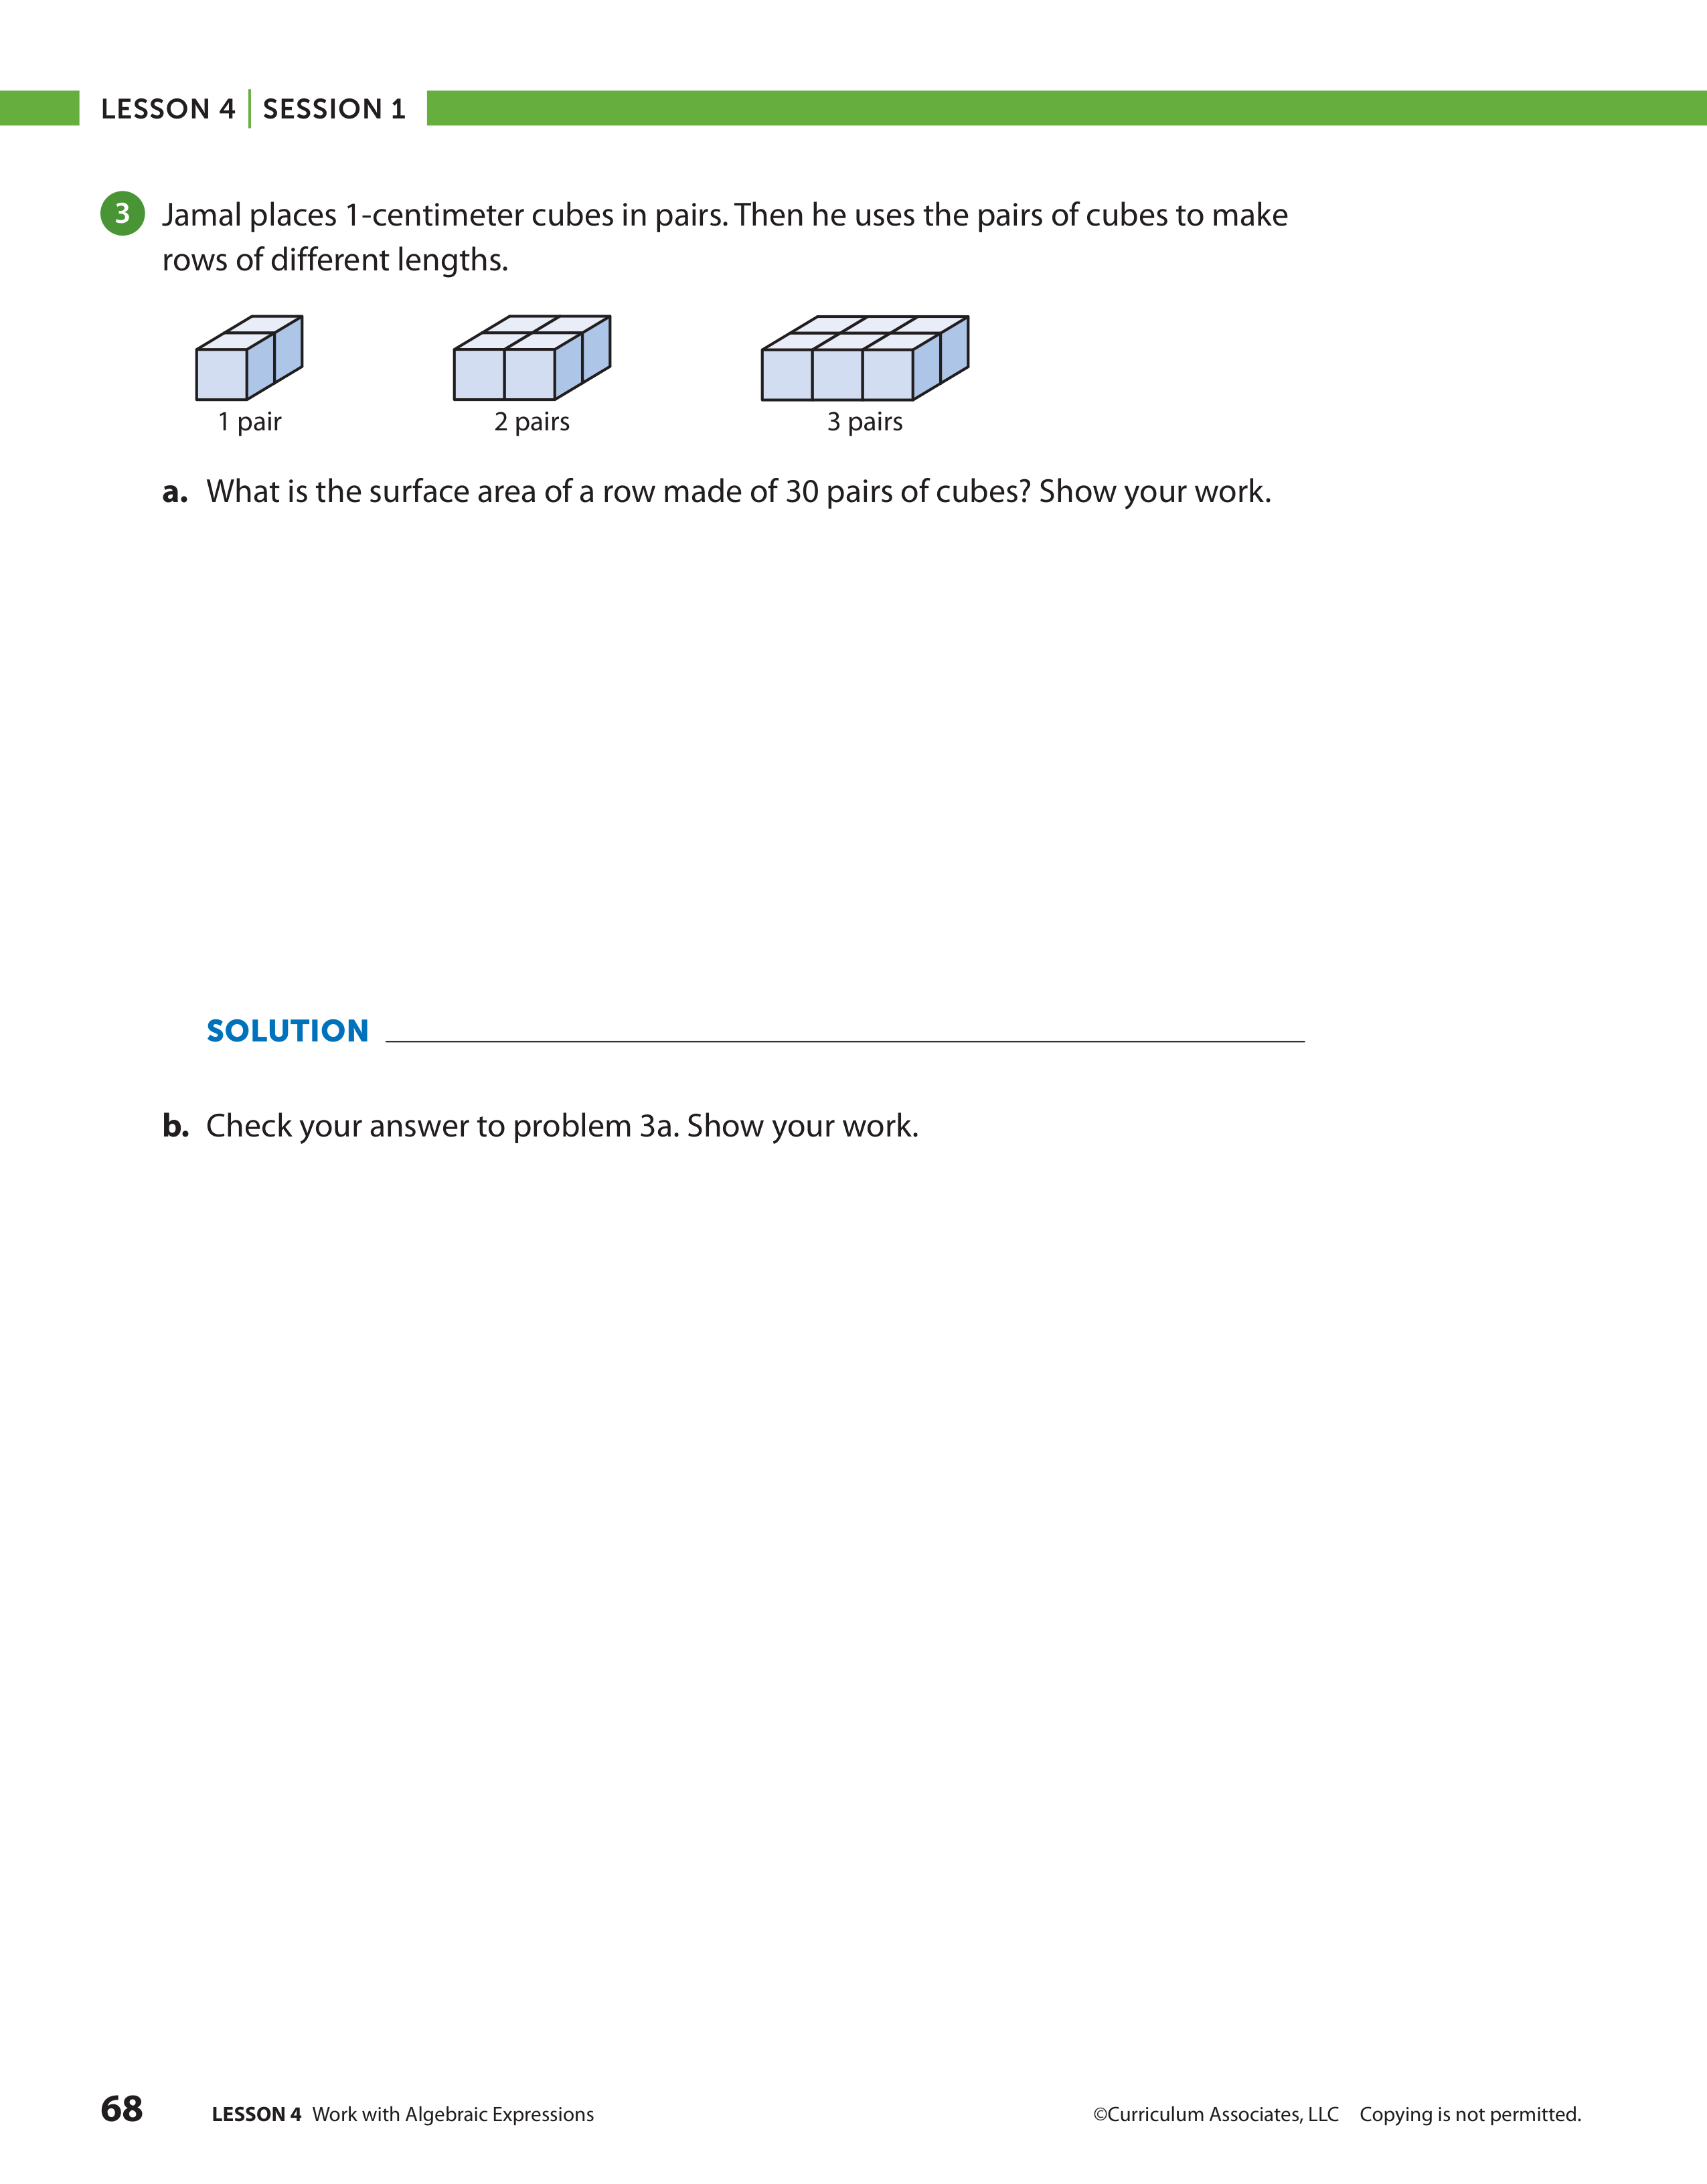 LESSON 4 | SESSION 1
3 Jamal places 1-centimeter cubes in pairs. Then he uses the pairs of cubes to make
rows of different lengths.
1 pair 2 pairs 3 pairs
a. What is the surface area of a row made of 30 pairs of cubes? Show your work.
SOLUTION
b. Check your answer to problem 3a. Show your work.
68 LESSON 4 Work with Algebraic Expressions ©Curriculum Associates, LLC Copying is not permitted.